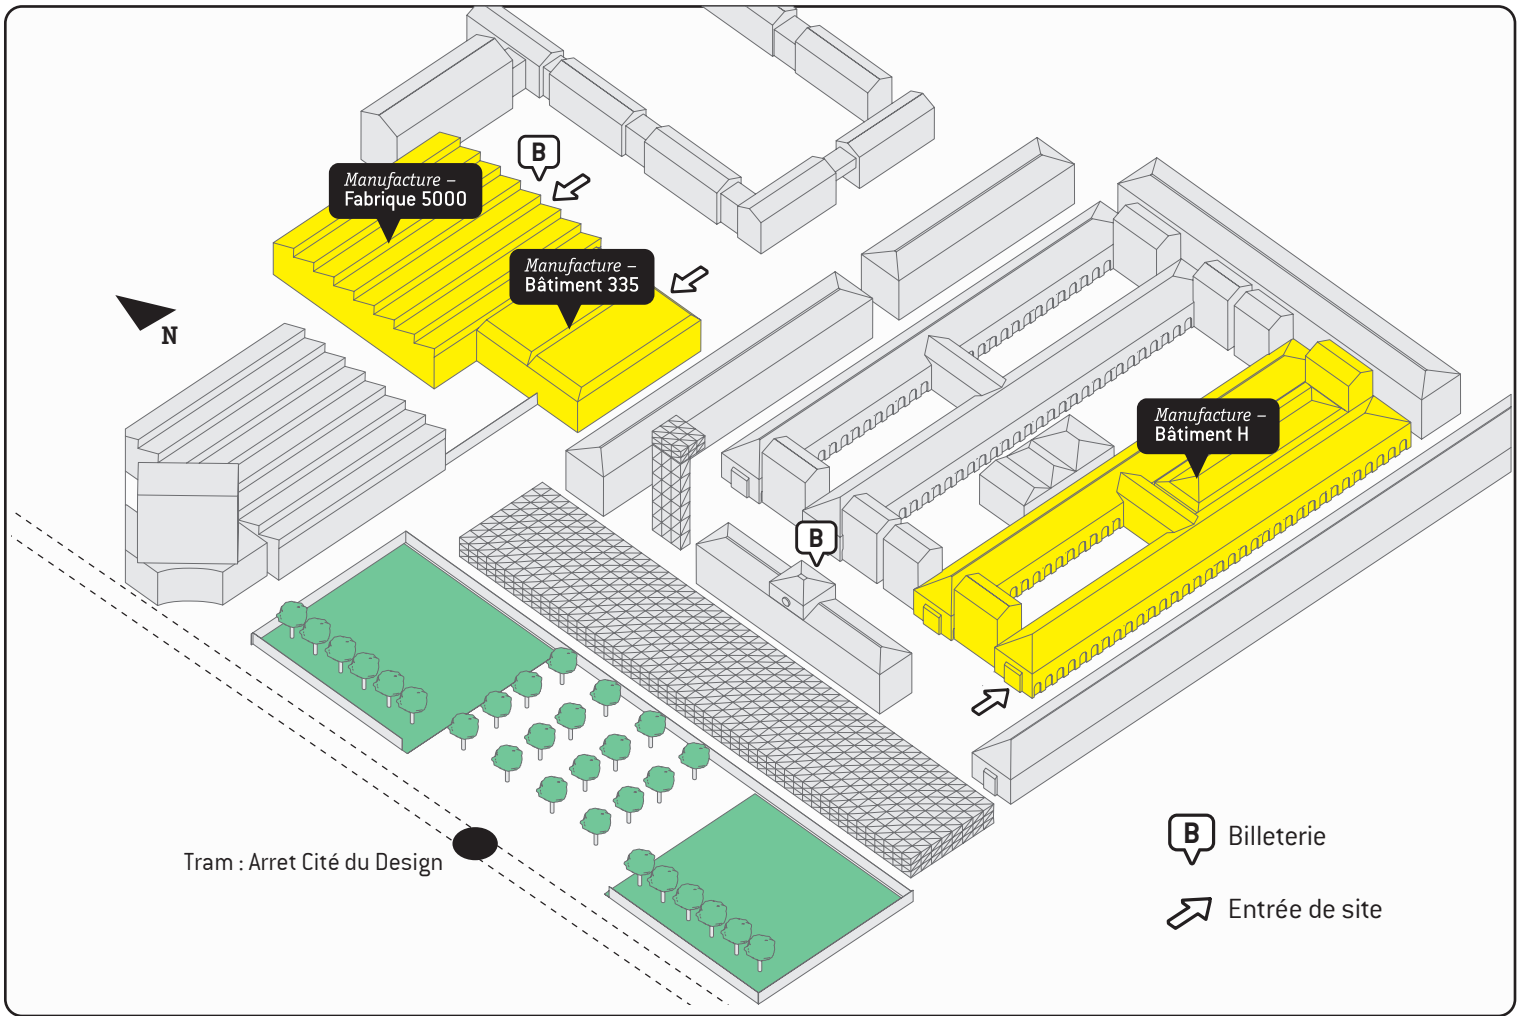 B
Manufacture –
Fabrique 5000
Manufacture –
Bâtiment 335
N
Manufacture –
Bâtiment H
B
Tram : Arret Cité du Design
B Billeterie
Entrée de site